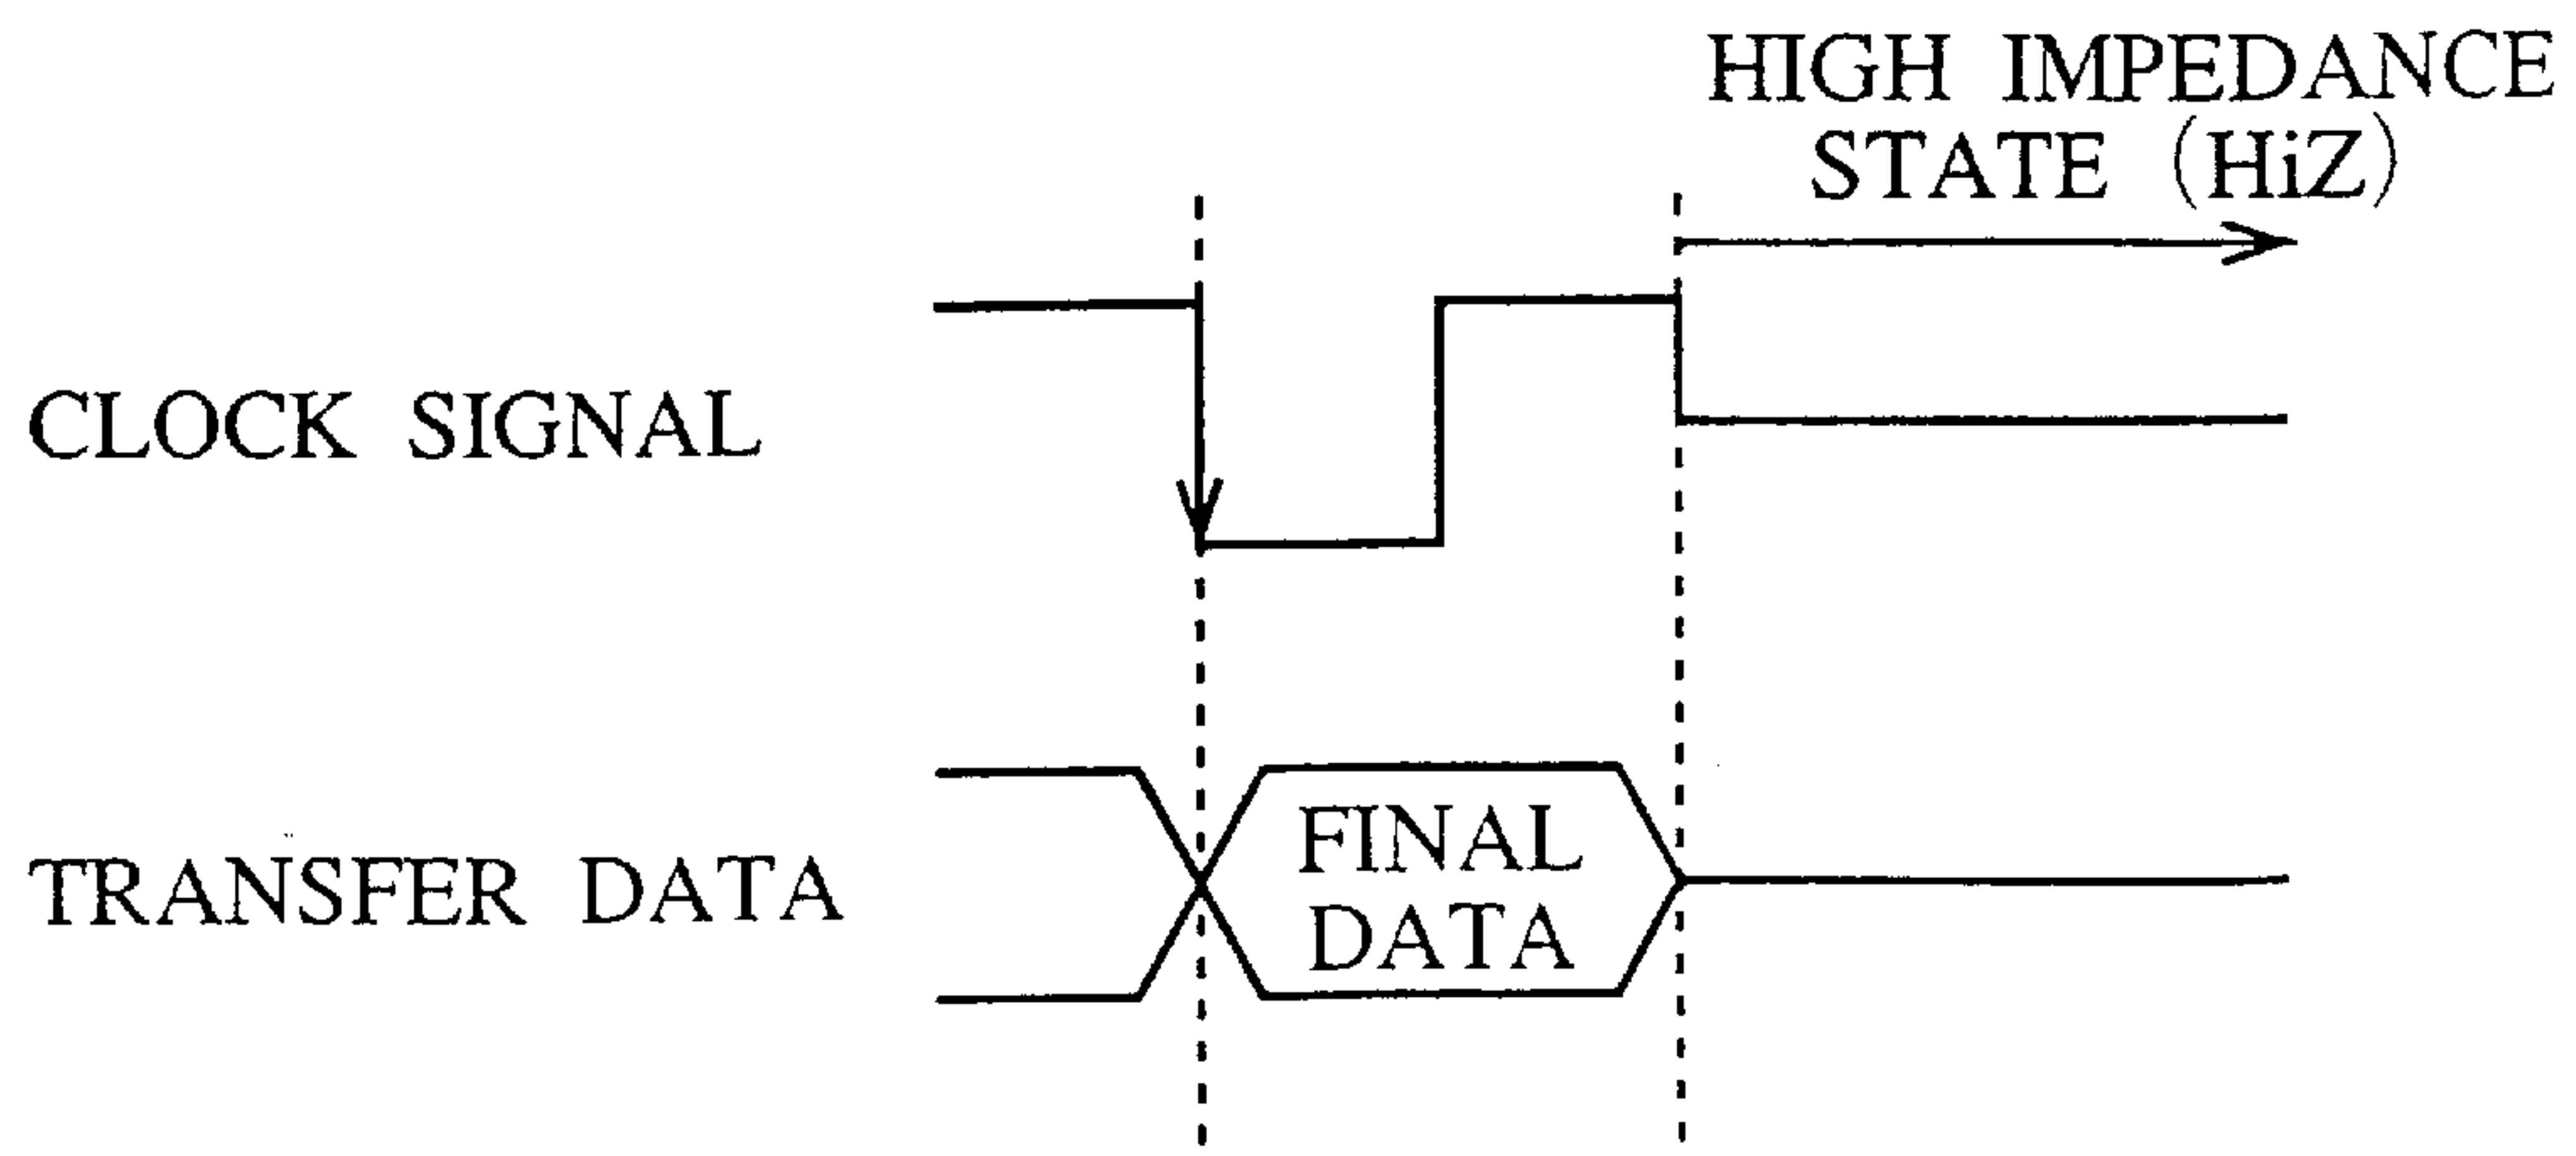 HIGH IMPEDANCE
STATE (HiZ)
CLOCK SIGNAL
FINAL
DATA
TRANSFER DATA